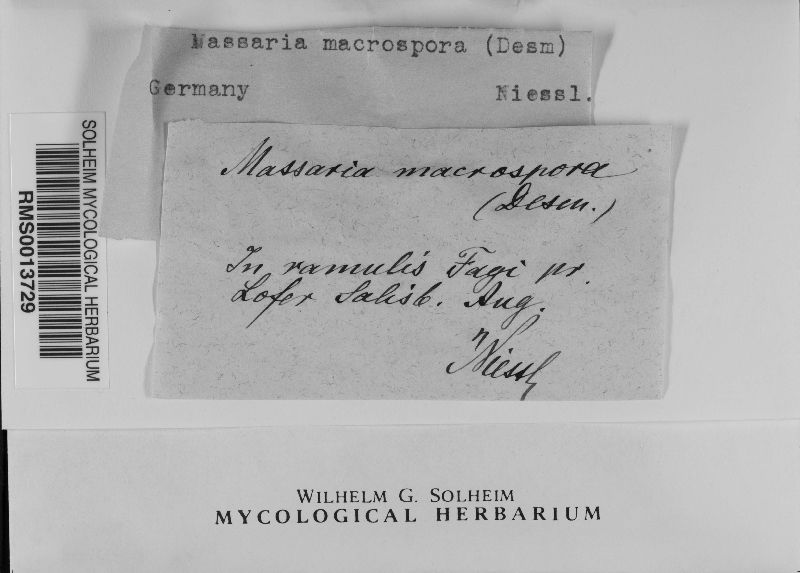 Massaria macrospora (Desm)
Germany Niessl.
Massaria macrospora
(Desm.)
In ramulis Fagi pr.
Lofer Salisb. Aug.
Niessl
SOLHEIM MYCOLOGICAL HERBARIUM
RMS0013729
WILHELM G. SOLHEIM
MYCOLOGICAL HERBARIUM